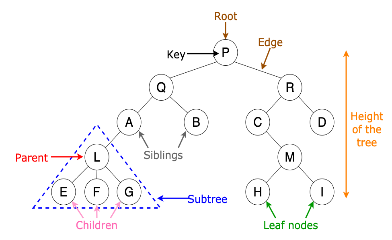 Root
Key
P
Edge
Q
R
Height
of the
tree
A
B
C
D
Siblings
Parent
L
M
E
F
G
Subtree
H
I
Children
Leaf nodes